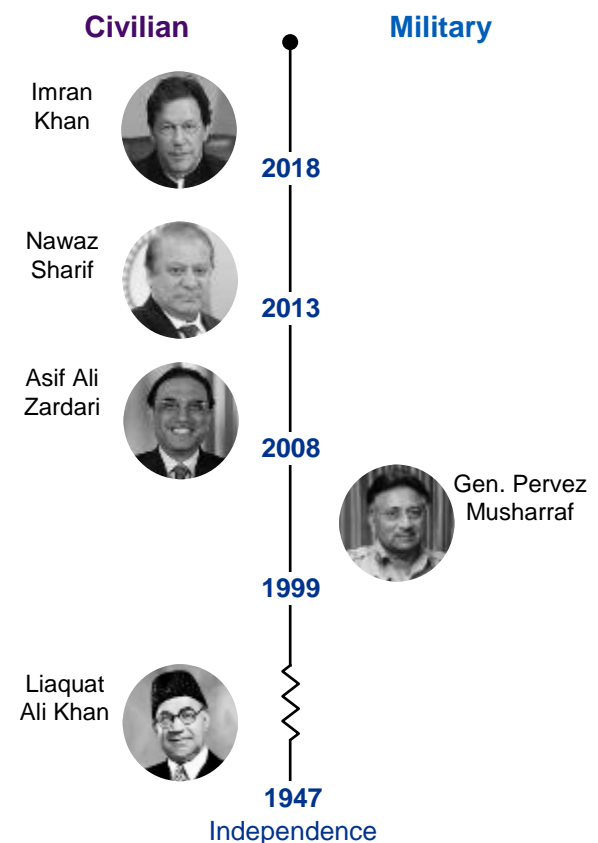 Civilian
Military
Imran
Khan
2018
Nawaz
Sharif
2013
Asif Ali
Zardari
2008
Gen. Pervez
Musharraf
1999
Liaquat
Ali Khan
1947
Independence